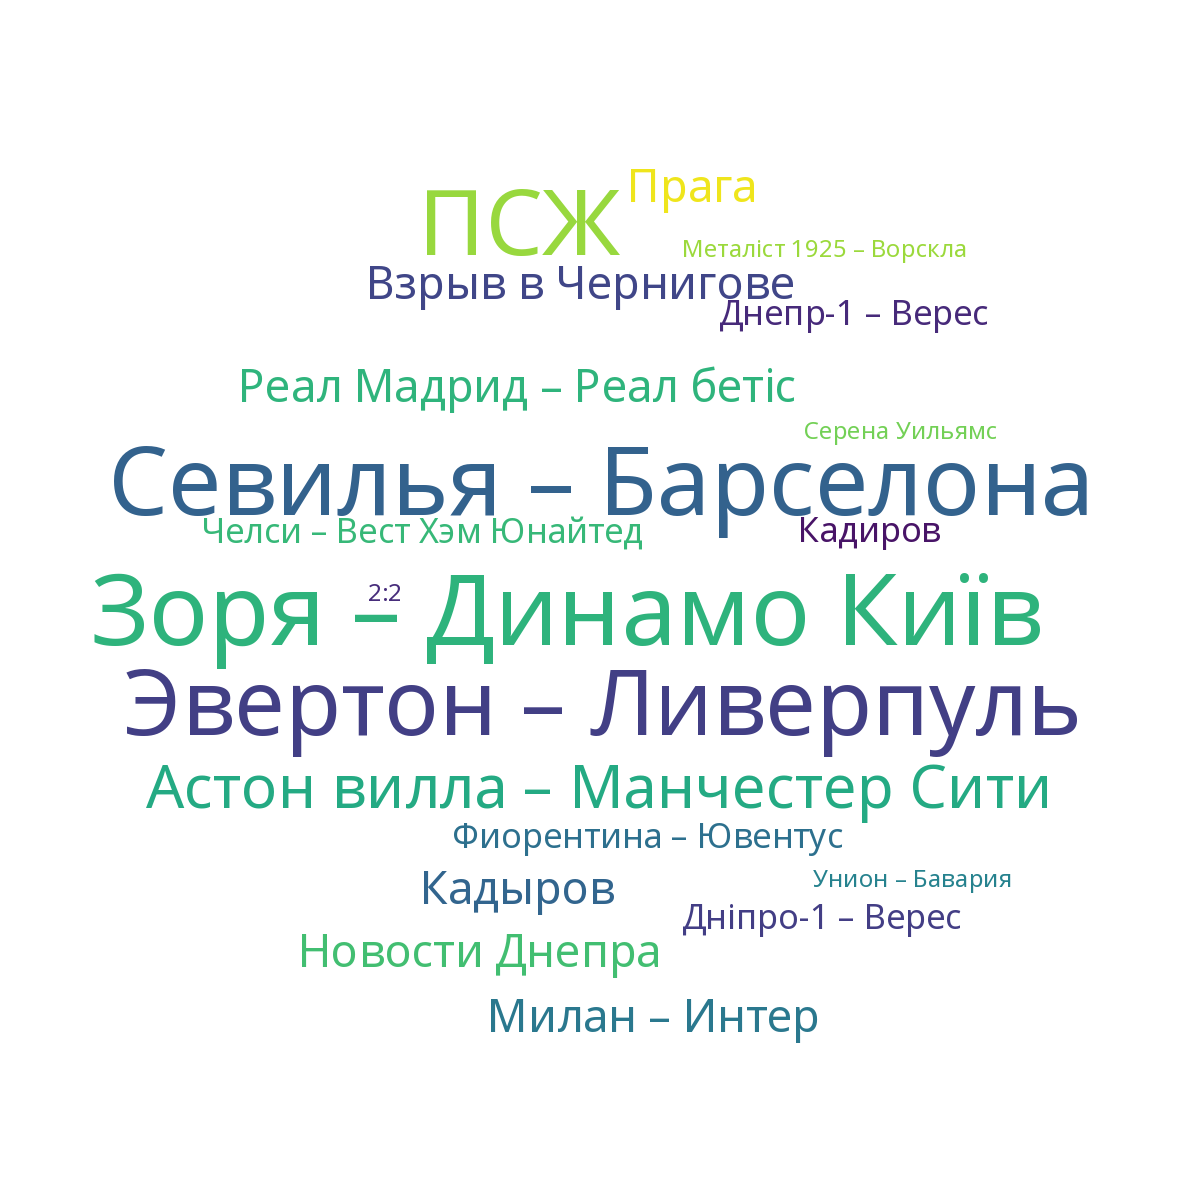 Прага
ПСЖ
Металіст 1925 – Ворскла
Взрыв в Чернигове
Днепр-1 – Верес
Реал Мадрид – Реал бетіс
Серена Уильямс
Севилья – Барселона
Челси – Вест Хэм Юнайтед
Кадиров
2:2
Зоря – Динамо Київ
Эвертон – Ливерпуль
Астон вилла – Манчестер Сити
Фиорентина – Ювентус
Унион – Бавария
Кадыров
Дніпро-1 – Верес
Новости Днепра
Милан – Интер